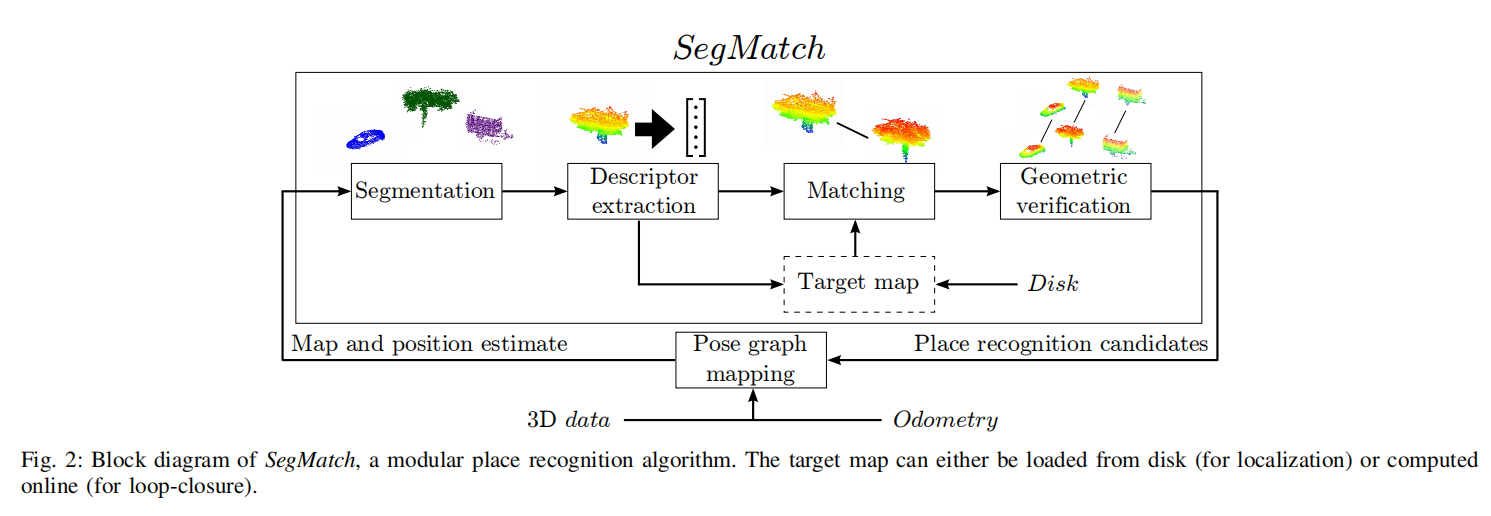 SegMatch
Segmentation
Descriptor
extraction
Matching
Geometric
verification
Target map
Disk
Map and position estimate
Pose graph
mapping
Place recognition candidates
3D data
Odometry
Fig. 2: Block diagram of SegMatch, a modular place recognition algorithm. The target map can either be loaded from disk (for localization) or computed
online (for loop-closure).